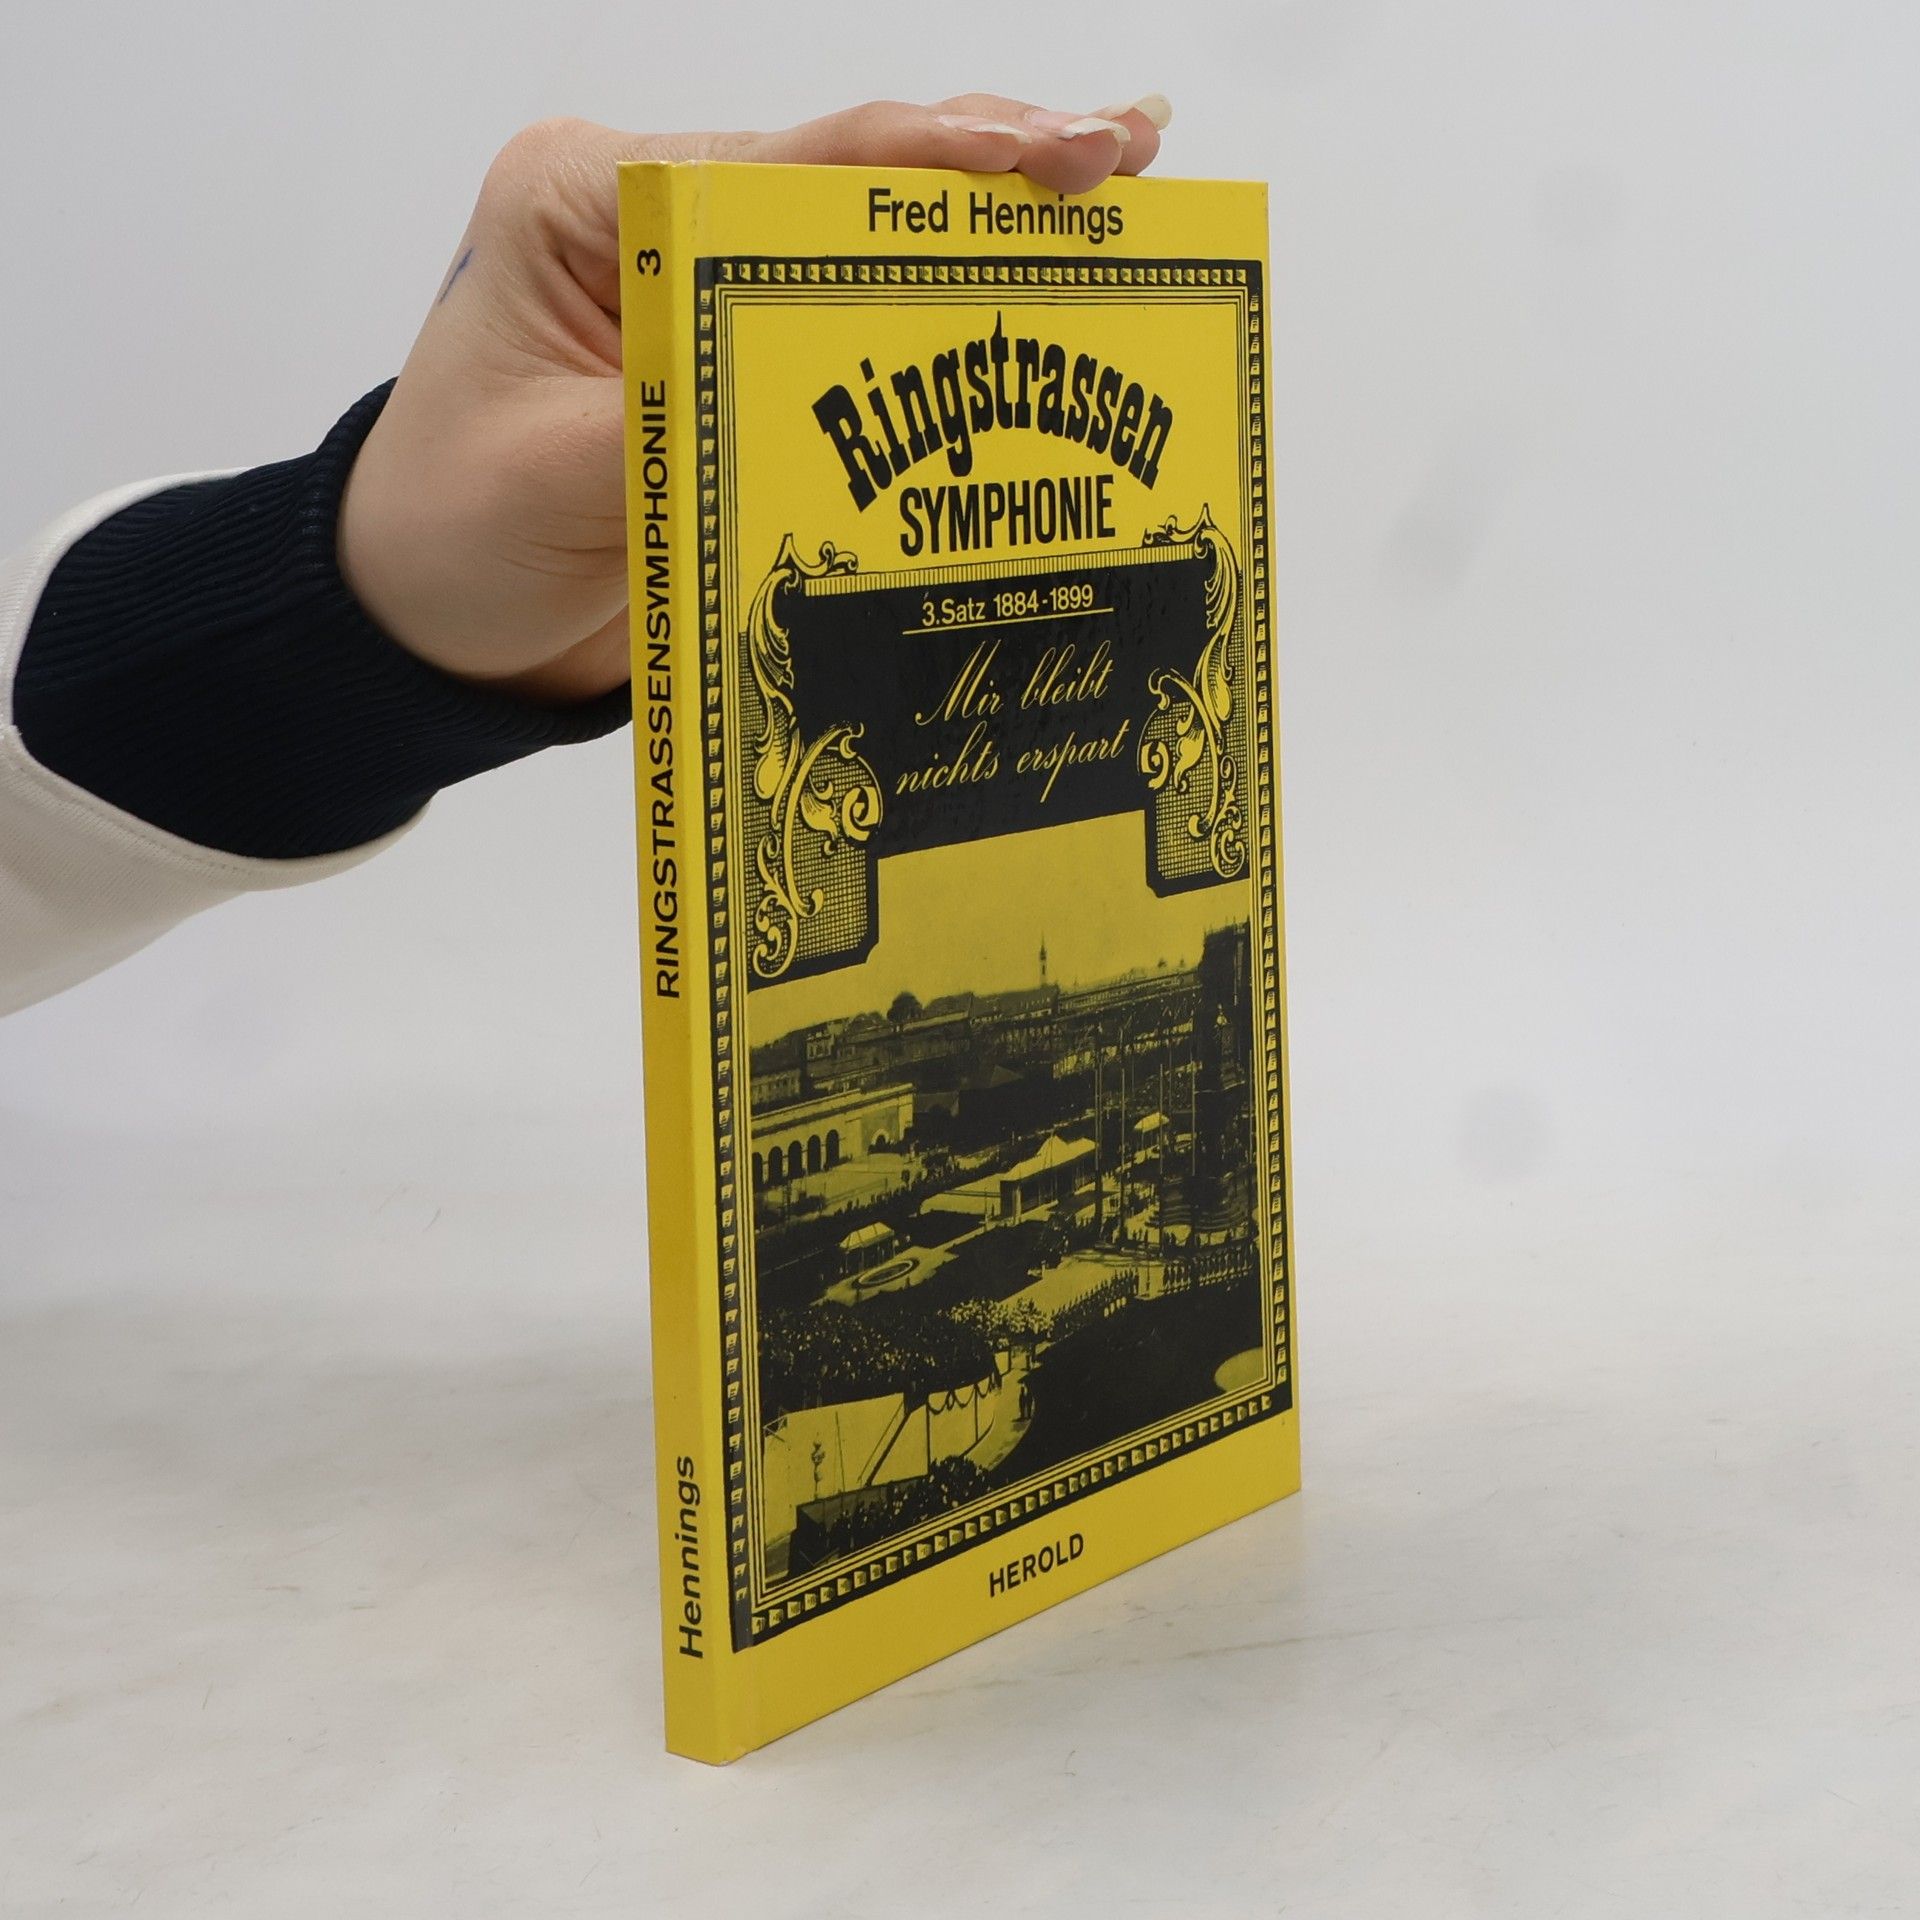 Fred Hennings
Ringstrassen
SYMPHONIE
3. Satz 1884-1899
Mir bleibt
nichts erspart
HEROLD
Hennings RINGSTRASSENSYMPHONIE 3